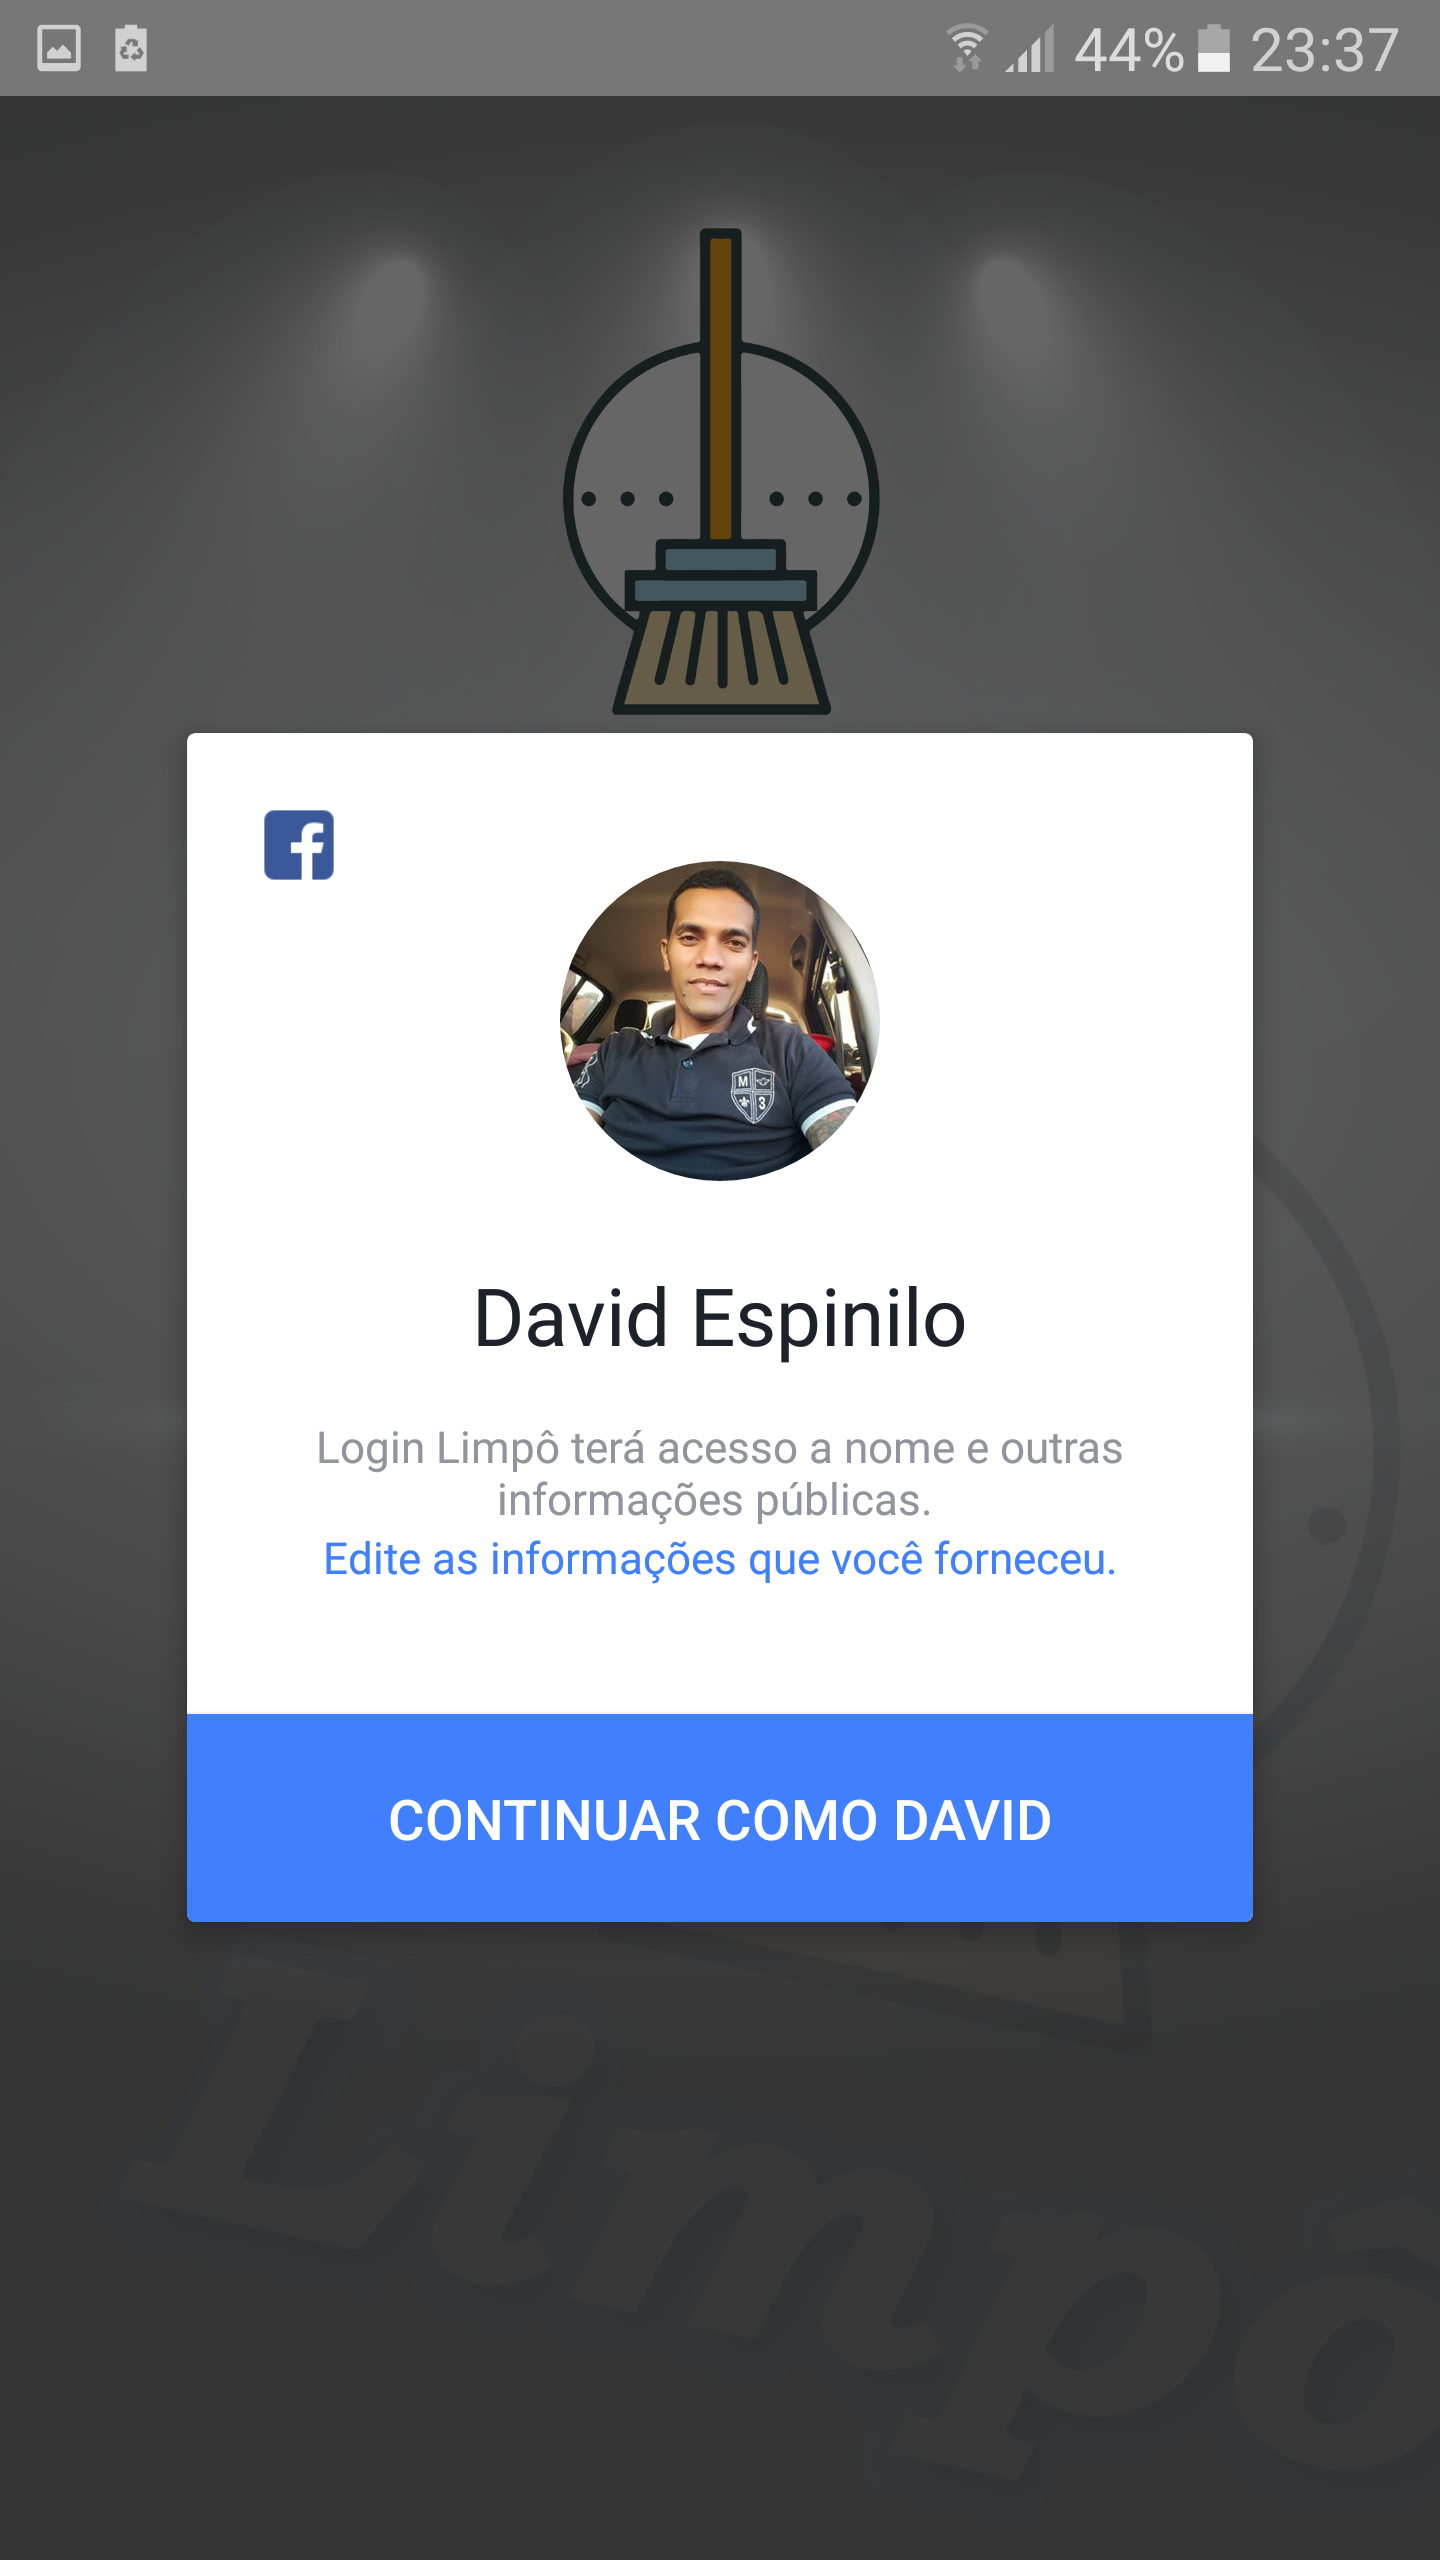 44% 23:37
M
3
David Espinilo
Login Limpô terá acesso a nome e outras
informações públicas.
Edite as informações que você forneceu.
CONTINUAR COMO DAVID
Limpô